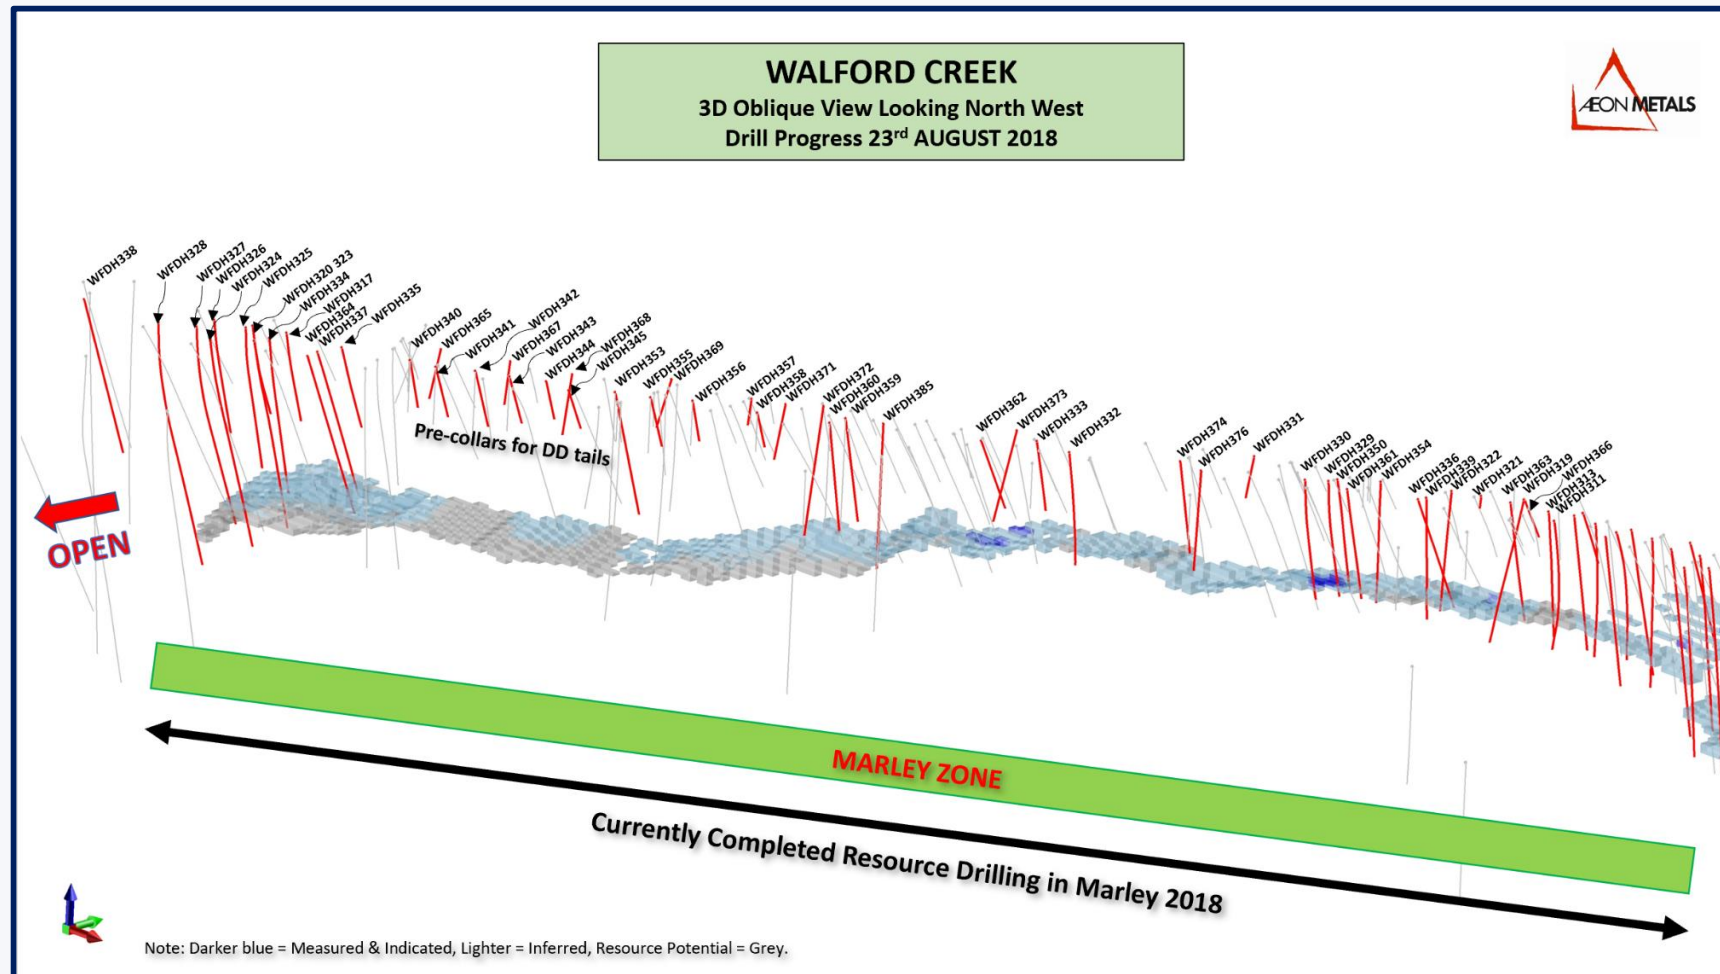 WALFORD CREEK
3D Oblique View Looking North West
Drill Progress 23rd AUGUST 2018
ÆON METALS
WFDH338
WFDH328
WFDH327
WFDH326
WFDH324
WFDH325
WFDH320 323
WFDH334
WFDH317
WFDH364
WFDH337
WFDH335
WFDH340
WFDH365
WFDH341
WFDH342
WFDH367
WFDH343
WFDH344
WFDH368
WFDH345
WFDH353
WFDH355
WFDH369
WFDH356
WFDH357
WFDH358
WFDH371
WFDH372
WFDH360
WFDH359
WFDH385
WFDH362
WFDH373
WFDH333
WFDH332
WFDH374
WFDH376
WFDH331
WFDH330
WFDH329
WFDH350
WFDH361
WFDH354
WFDH336
WFDH339
WFDH322
WFDH321
WFDH363
WFDH319
WFDH366
WFDH313
WFDH311
Pre-collars for DD tails
OPEN
MARLEY ZONE
Currently Completed Resource Drilling in Marley 2018
Note: Darker blue = Measured & Indicated, Lighter = Inferred, Resource Potential = Grey.